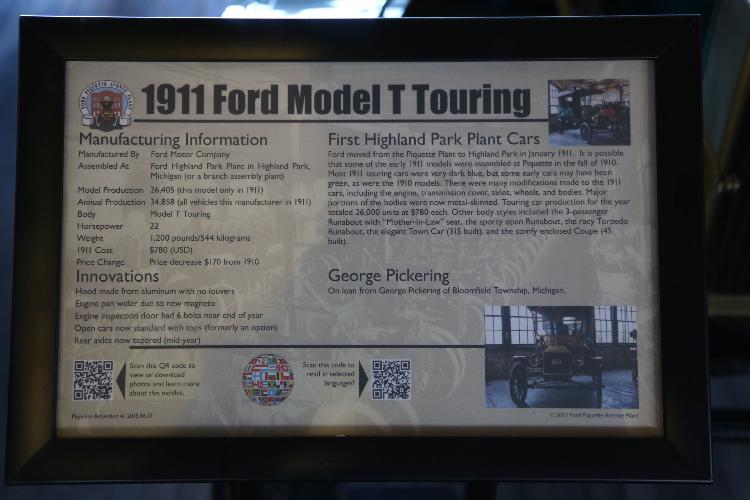 1911 Ford Model T Touring
Manufacturing Information
Manufactured By Ford Motor Company
Assembled At Ford Highland Park Plant in Highland Park,
Michigan (or a branch assembly plant)
Model Production 26,405 (this model only in 1911)
Annual Production 34,858 (all vehicles this manufacturer in 1911)
Body Model T Touring
Horsepower 22
Weight 1,200 pounds/544 kilograms
1911 Cost $780 (USD)
Price Change Price decrease $170 from 1910
Innovations
Hood made from aluminum with no louvers
Engine pan wider due to new magneto
Engine inspection door had 6 bolts near end of year
Open cars now standard with tops (formerly an option)
Rear axles now tapered (mid-year)
First Highland Park Plant Cars
Ford moved from the Piquette Plant to Highland Park in January 1911. It is possible
that some of the early 1911 models were assembled at Piquette in the fall of 1910.
Most 1911 touring cars were very dark blue, but some early cars may have been
green, as were the 1910 models. There were many modifications made to the 1911
cars, including the engine, transmission cover, axles, wheels, and bodies. Major
portions of the bodies were now metal-skinned. Touring car production for the year
totaled 26,000 units at $780 each. Other body styles included the 3-passenger
Runabout with "Mother-in-Law" seat, the sporty open Runabout, the racy Torpedo
Runabout, the elegant Town Car (315 built), and the comfy enclosed Coupe (45
built).
George Pickering
On loan from George Pickering of Bloomfield Township, Michigan.
Scan this QR code to
view or download
photos and learn more
about this exhibit.
Scan this code to
read in selected
languages!
Piquette Accession #: 2015.06.01
© 2017 Ford Piquette Avenue Plant